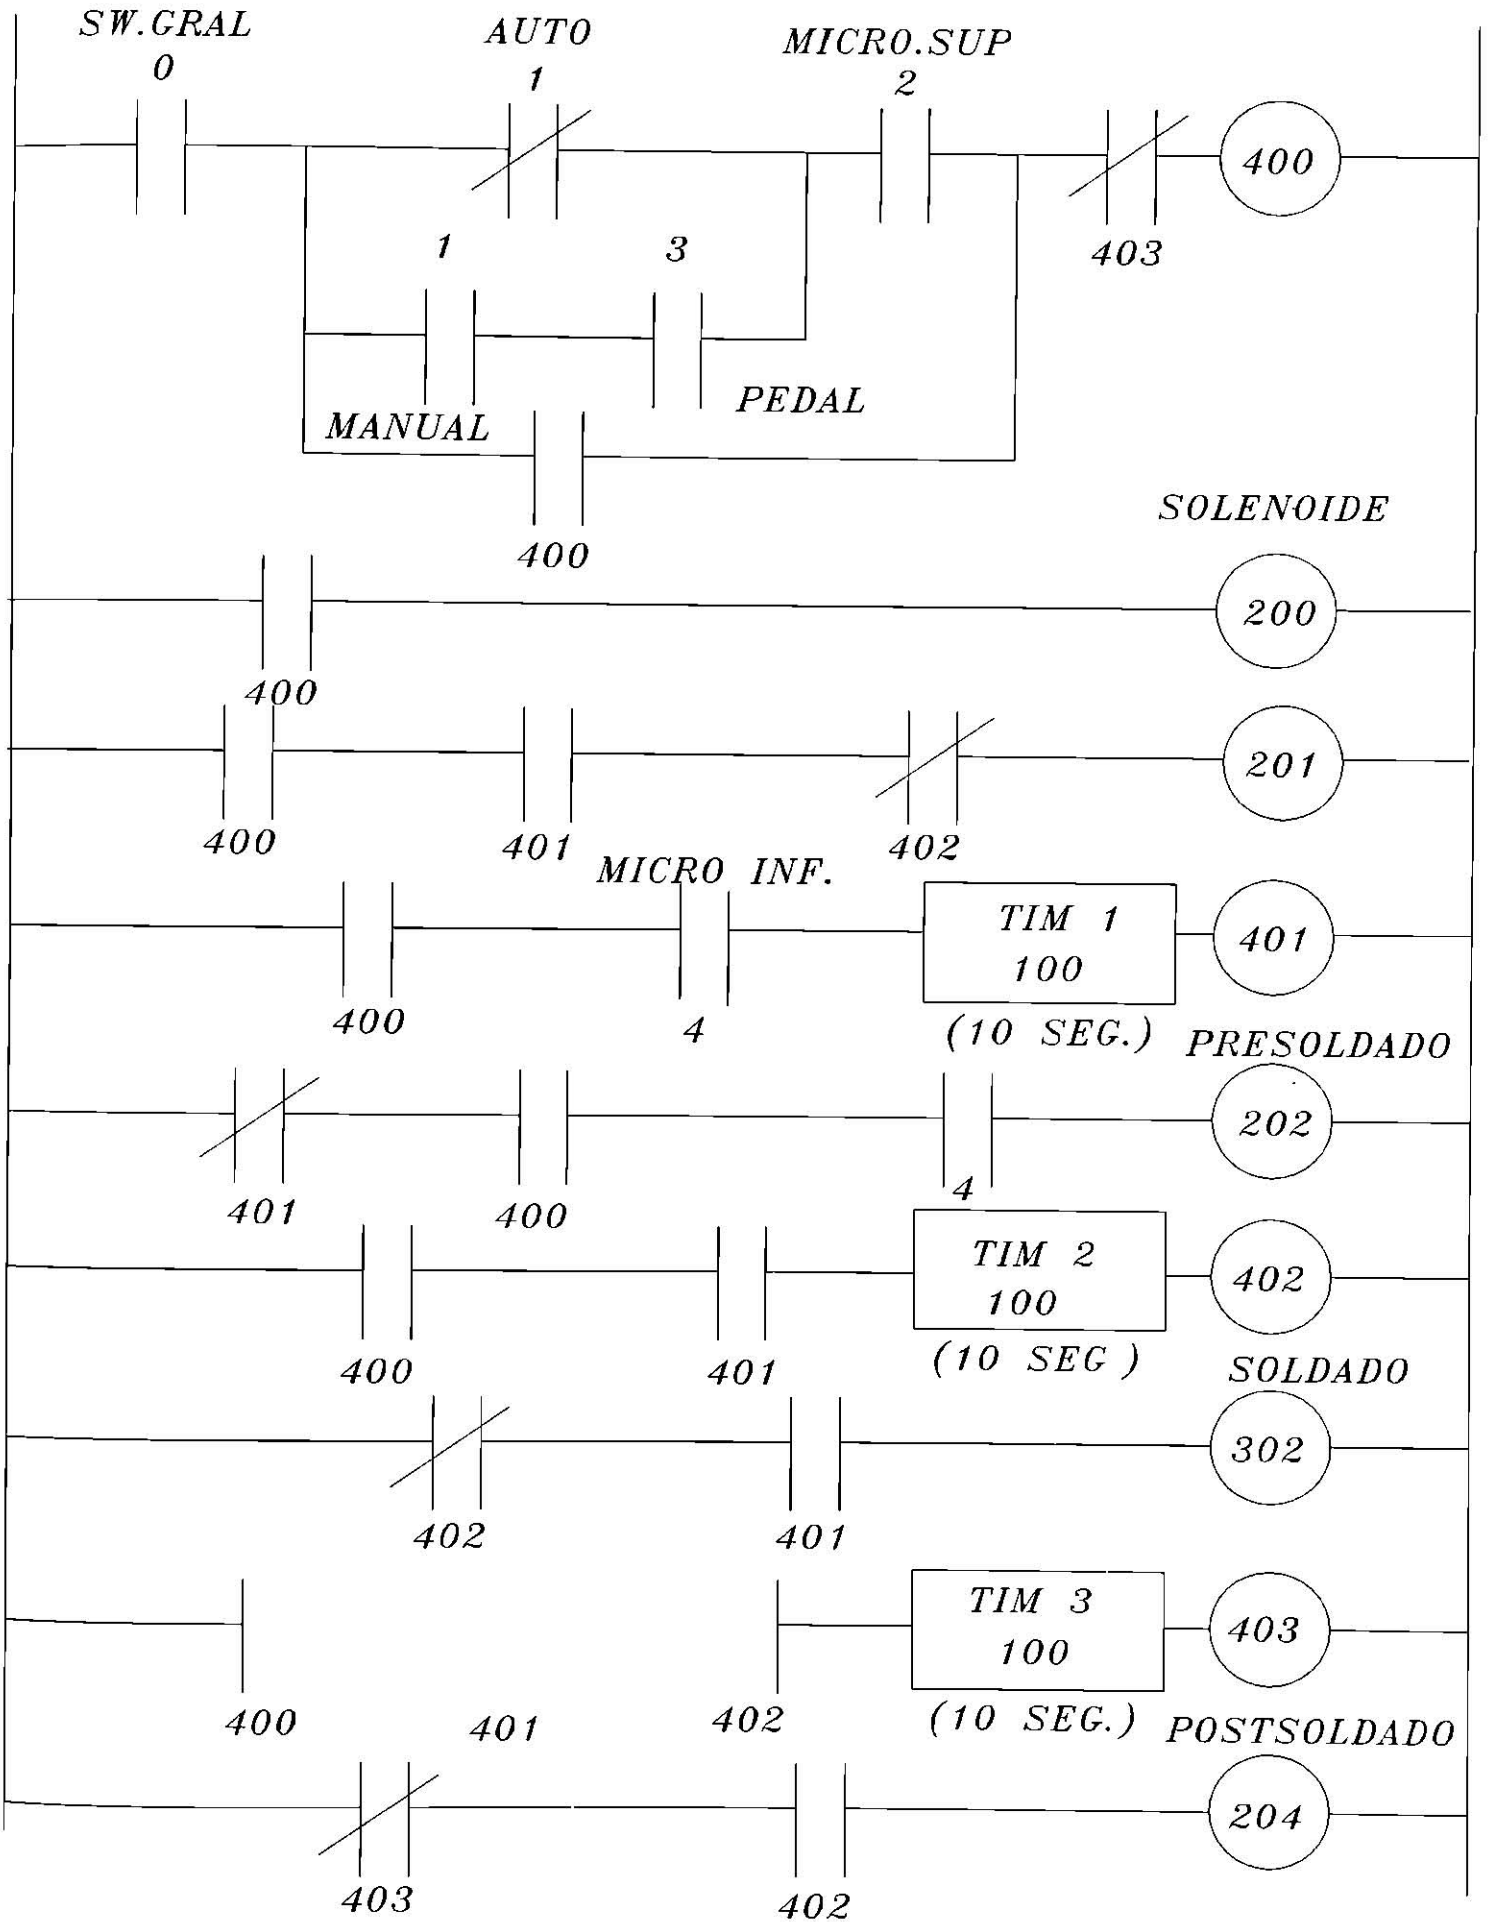 SW.GRAL
AUTO
MICRO.SUP
0
1
2
400
403
1
3
MANUAL
PEDAL
400
SOLENOIDE
200
400
201
400
401
402
MICRO INF.
TIM 1
100
401
400
4
(10 SEG.)
PRESOLDADO
202
401
400
4
TIM 2
100
402
400
401
(10 SEG )
SOLDADO
302
402
401
TIM 3
100
403
400
401
402
(10 SEG.)
POSTSOLDADO
204
403
402